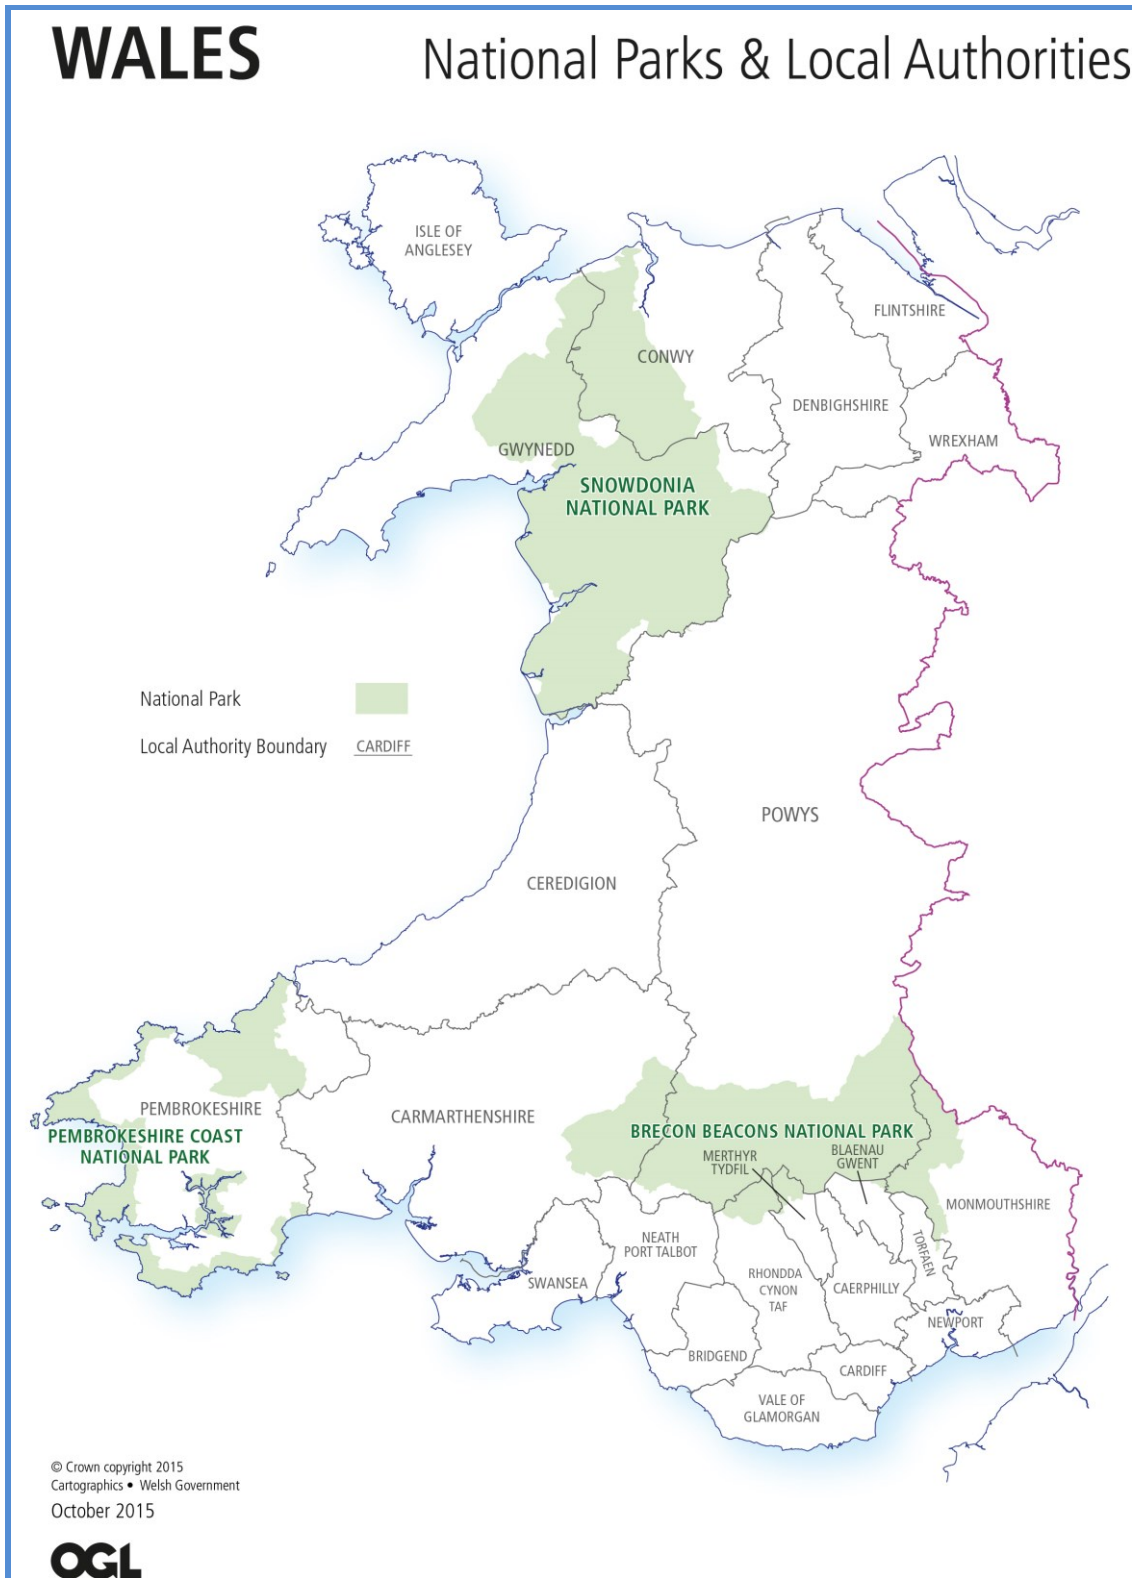 WALES
National Parks & Local Authorities
ISLE OF
ANGLESEY
FLINTSHIRE
CONWY
DENBIGHSHIRE
WREXHAM
GWYNEDD
SNOWDONIA
NATIONAL PARK
National Park
Local Authority Boundary
CARDIFF
POWYS
CEREDIGION
PEMBROKESHIRE
CARMARTHENSHIRE
PEMBROKESHIRE COAST
NATIONAL PARK
BRECON BEACONS NATIONAL PARK
MERTHYR
TYDFIL
BLAENAU
GWENT
MONMOUTHSHIRE
NEATH
PORT TALBOT
TORFAEN
SWANSEA
RHONDDA
CYNON
TAF
CAERPHILLY
NEWPORT
BRIDGEND
CARDIFF
VALE OF
GLAMORGAN
© Crown copyright 2015
Cartographics • Welsh Government
October 2015
OGL